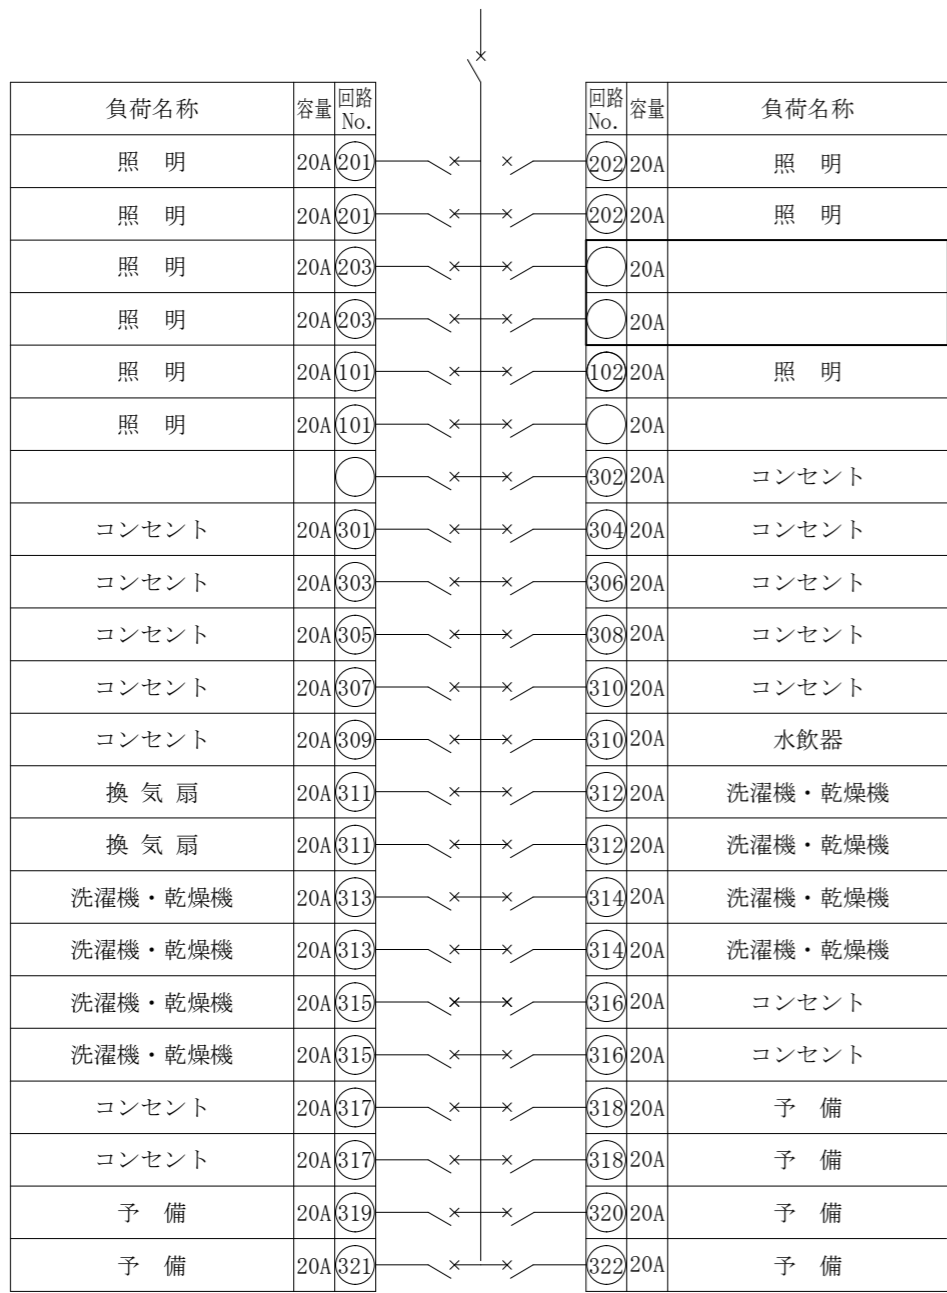 負荷名称 容量 回路No. 回路No. 容量 負荷名称
照 明 20A 201 202 20A 照 明
照 明 20A 201 202 20A 照 明
照 明 20A 203 20A
照 明 20A 203 20A
照 明 20A 101 102 20A 照 明
照 明 20A 101 20A
302 20A コンセント
コンセント 20A 301 304 20A コンセント
コンセント 20A 303 306 20A コンセント
コンセント 20A 305 308 20A コンセント
コンセント 20A 307 310 20A コンセント
コンセント 20A 309 310 20A 水飲器
換 気 扇 20A 311 312 20A 洗濯機・乾燥機
換 気 扇 20A 311 312 20A 洗濯機・乾燥機
洗濯機・乾燥機 20A 313 314 20A 洗濯機・乾燥機
洗濯機・乾燥機 20A 313 314 20A 洗濯機・乾燥機
洗濯機・乾燥機 20A 315 316 20A コンセント
洗濯機・乾燥機 20A 315 316 20A コンセント
コンセント 20A 317 318 20A 予 備
コンセント 20A 317 318 20A 予 備
予 備 20A 319 320 20A 予 備
予 備 20A 321 322 20A 予 備